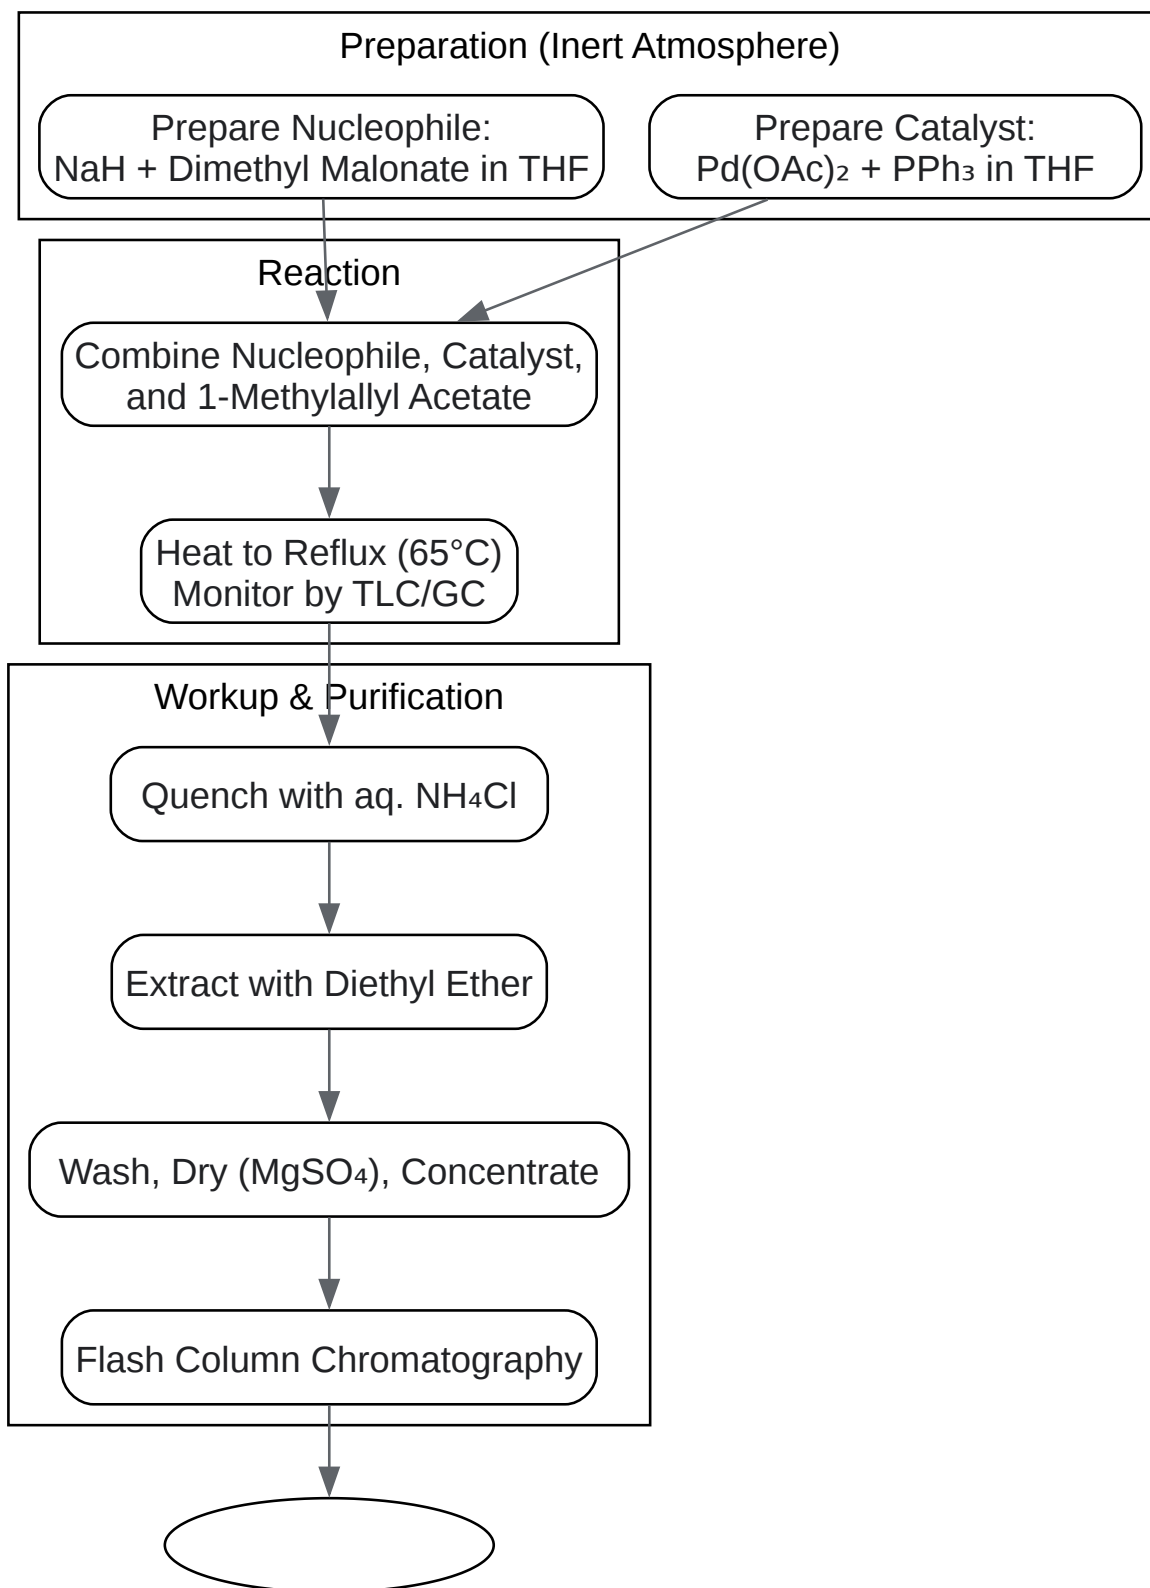 Preparation (Inert Atmosphere)
Prepare Nucleophile:
NaH + Dimethyl Malonate in THF
Prepare Catalyst:
Pd(OAc)₂ + PPh₃ in THF
Reaction
Combine Nucleophile, Catalyst,
and 1-Methylallyl Acetate
Heat to Reflux (65°C)
Monitor by TLC/GC
Workup & Purification
Quench with aq. NH₄Cl
Extract with Diethyl Ether
Wash, Dry (MgSO₄), Concentrate
Flash Column Chromatography